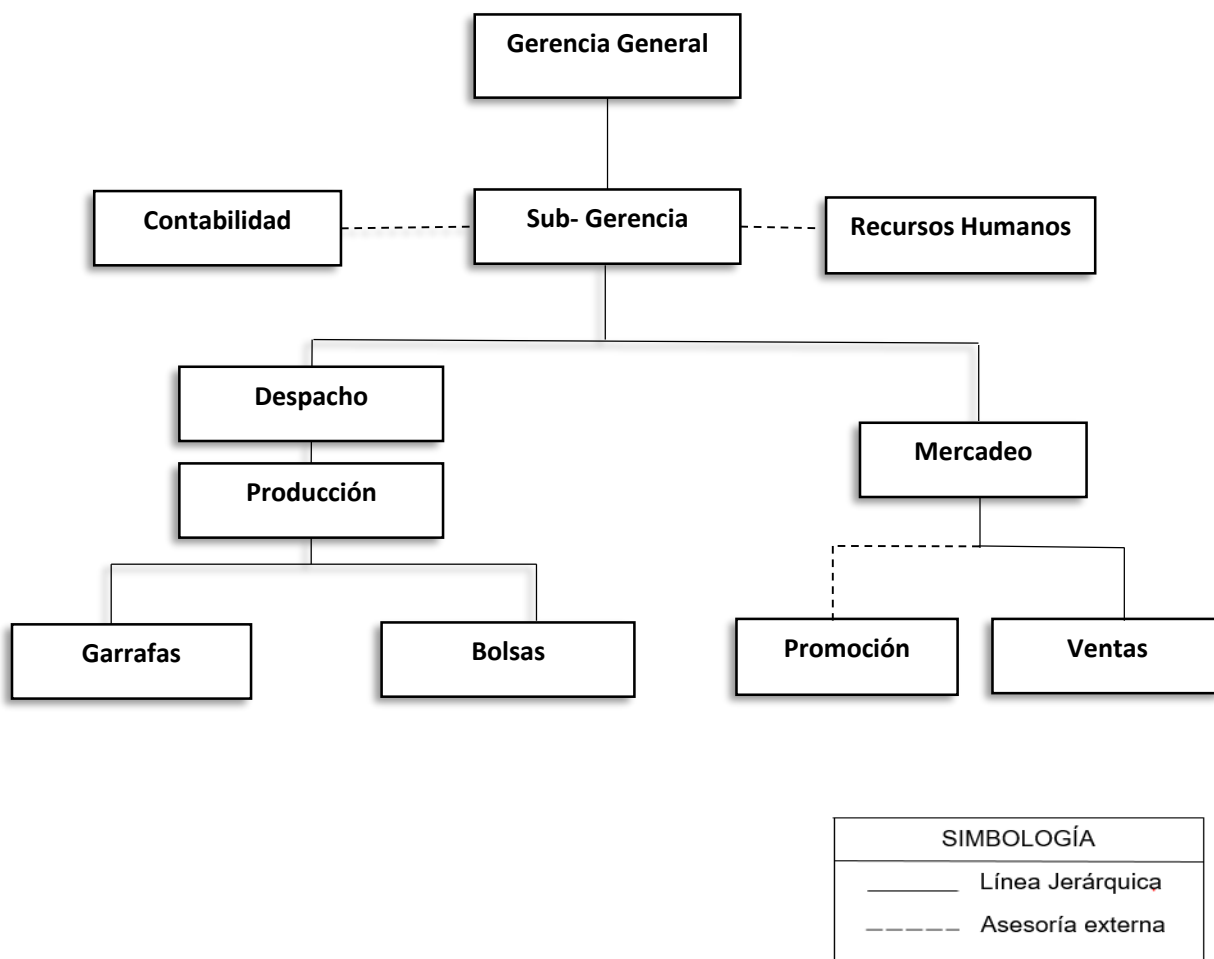 Gerencia General
Contabilidad
Sub- Gerencia
Recursos Humanos
Despacho
Mercadeo
Producción
Garrafas
Bolsas
Promoción
Ventas
SIMBOLOGÍA
Línea Jerárquica
Asesoría externa